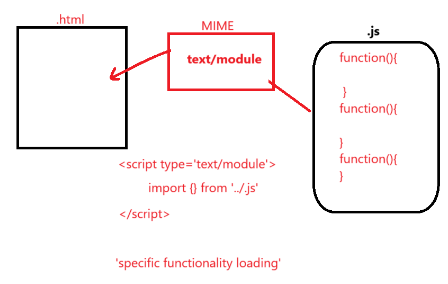 .html
MIME
text/module
.js
function(){
}
function(){
}
function(){
}
<script type='text/module'>
import {} from '../.js'
</script>
'specific functionality loading'